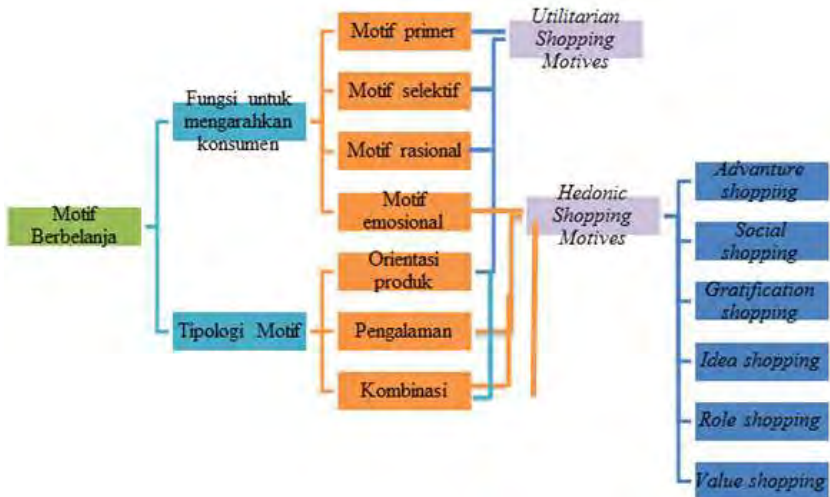 Motif
Berbelanja
Fungsi untuk
mengarahkan
konsumen
Tipologi Motif
Motif primer
Motif selektif
Motif rasional
Motif
emosional
Orientasi
produk
Pengalaman
Kombinasi
Utilitarian
Shopping
Motives
Hedonic
Shopping
Motives
Advanture
shopping
Social
shopping
Gratification
shopping
Idea shopping
Role shopping
Value shopping